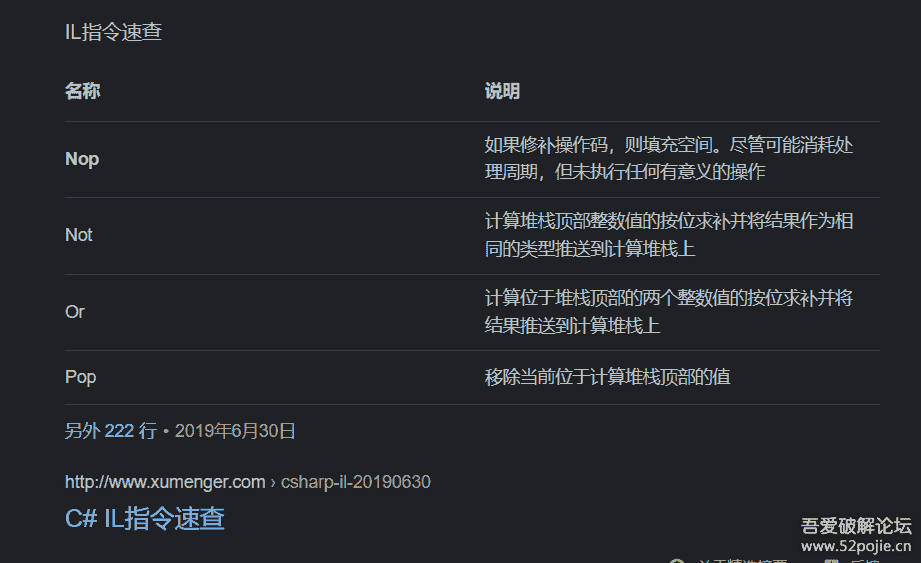 IL指令速查
名称 说明
Nop 如果修补操作码，则填充空间。尽管可能消耗处
理周期，但未执行任何有意义的操作
Not 计算堆栈顶部整数值的按位求补并将结果作为相
同的类型推送到计算堆栈上
Or 计算位于堆栈顶部的两个整数值的按位求补并将
结果推送到计算堆栈上
Pop 移除当前位于计算堆栈顶部的值
另外 222 行 • 2019年6月30日
http://www.xumenger.com › csharp-il-20190630
C# IL指令速查
吾爱破解论坛
www.52pojie.cn